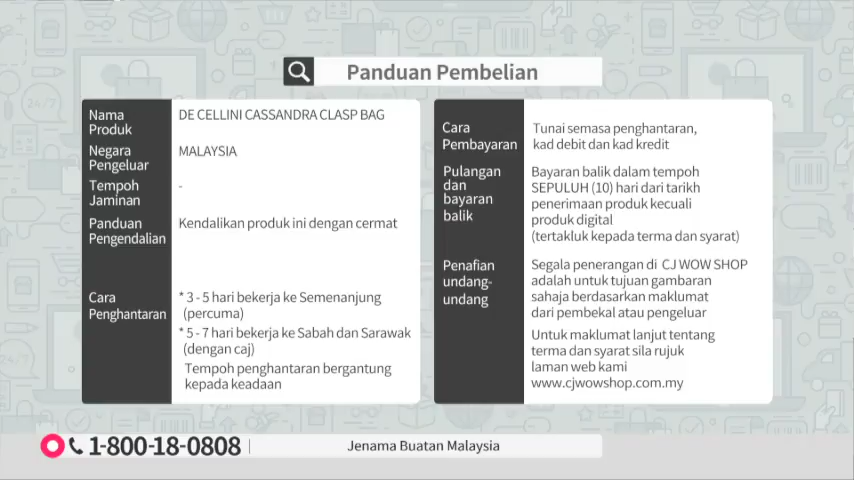 Panduan Pembelian
Nama
Produk
DE CELLINI CASSANDRA CLASP BAG
Negara
Pengeluar
MALAYSIA
Tempoh
Jaminan
-
Panduan
Pengendalian
Kendalikan produk ini dengan cermat
Cara
Penghantaran
* 3 - 5 hari bekerja ke Semenanjung
(percuma)
* 5 - 7 hari bekerja ke Sabah dan Sarawak
(dengan caj)
Tempoh penghantaran bergantung
kepada keadaan
Cara
Pembayaran
Tunai semasa penghantaran,
kad debit dan kad kredit
Pulangan
dan
bayaran
balik
Bayaran balik dalam tempoh
SEPULUH (10) hari dari tarikh
penerimaan produk kecuali
produk digital
(tertakluk kepada terma dan syarat)
Penafian
undang-
undang
Segala penerangan di CJ WOW SHOP
adalah untuk tujuan gambaran
sahaja berdasarkan maklumat
dari pembekal atau pengeluar
Untuk maklumat lanjut tentang
terma dan syarat sila rujuk
laman web kami
www.cjwowshop.com.my
1-800-18-0808
Jenama Buatan Malaysia